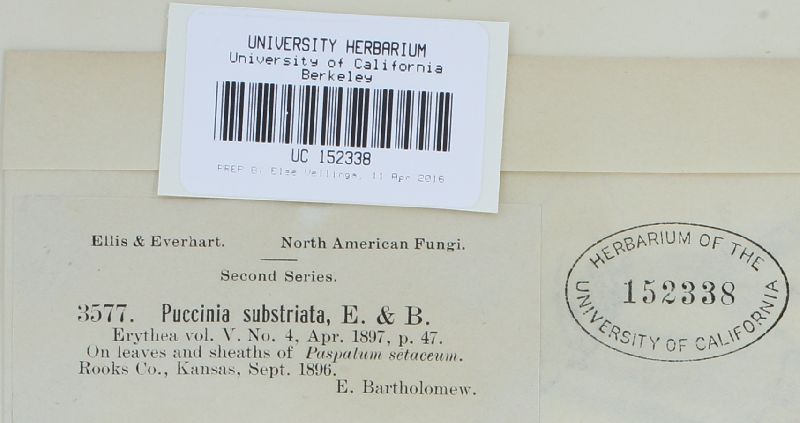 UNIVERSITY HERBARIUM
University of California
Berkeley
UC 152338
PREP By Else Vellinga, 11 Apr 2016
Ellis & Everhart. North American Fungi.
Second Series.
3577. Puccinia substriata, E. & B.
Erythea vol. V. No. 4, Apr. 1897, p. 47.
On leaves and sheaths of Paspalum setaceum.
Rooks Co., Kansas, Sept. 1896.
E. Bartholomew.
HERBARIUM OF THE
152338
UNIVERSITY OF CALIFORNIA